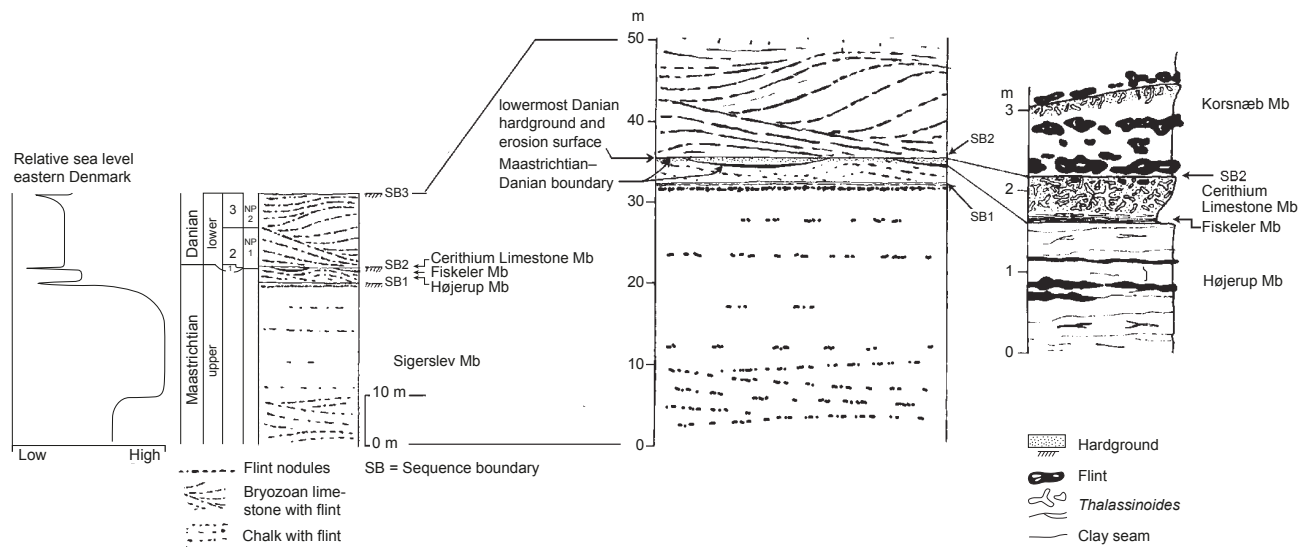 Relative sea level
eastern Denmark
Low
High
Maastrichtian
Danian
upper
lower
3
2
1
NP
2
NP
1
SB3
SB2
SB1
Cerithium Limestone Mb
Fiskeler Mb
Højerup Mb
Sigerslev Mb
10 m
0 m
Flint nodules
SB = Sequence boundary
Bryozoan lime-
stone with flint
Chalk with flint
m
50
40
30
20
10
0
lowermost Danian
hardground and
erosion surface
Maastrichtian–
Danian boundary
SB2
SB1
m
3
2
1
0
Korsnæb Mb
SB2
Cerithium
Limestone Mb
Fiskeler Mb
Højerup Mb
Hardground
Flint
Thalassinoides
Clay seam